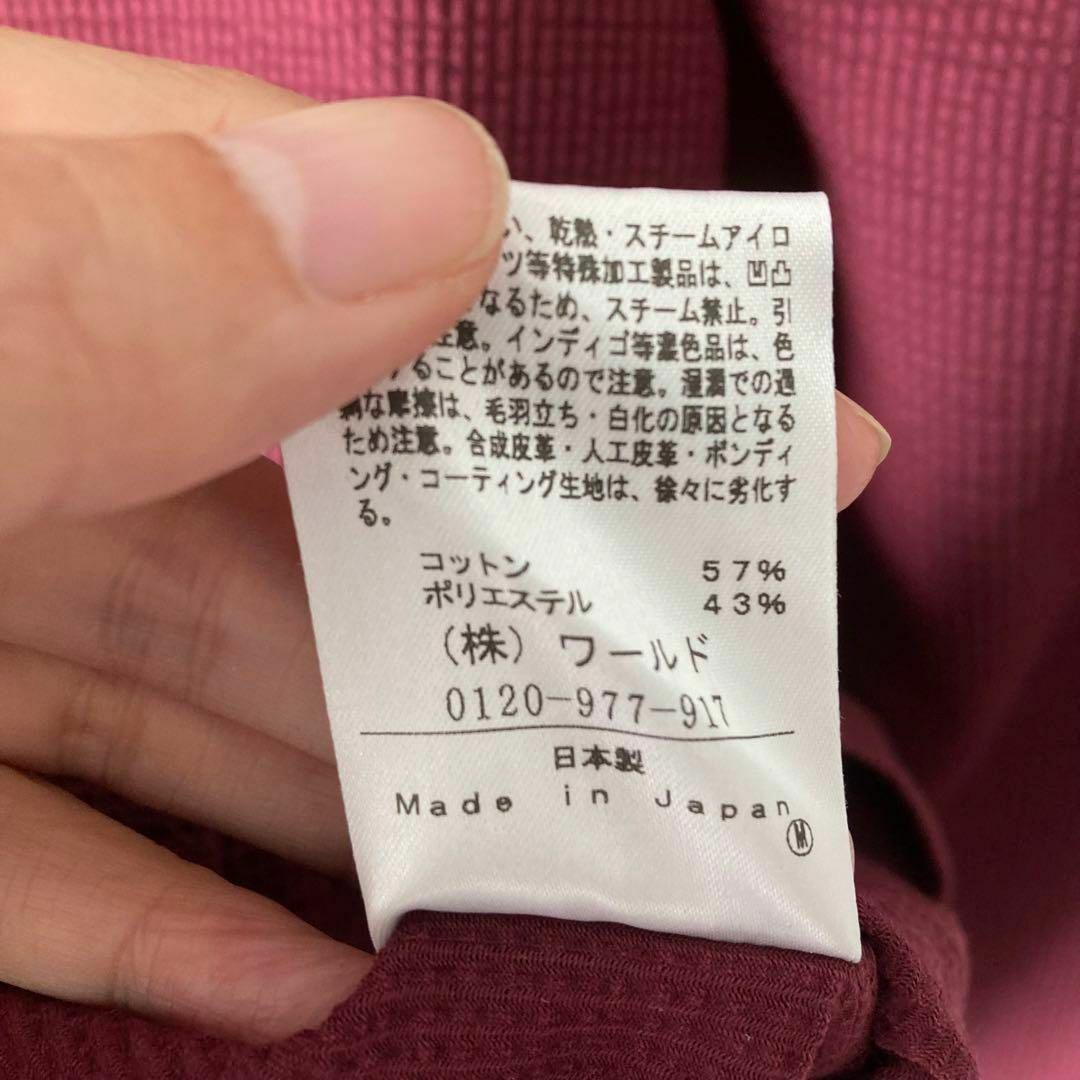 い、乾熱・スチームアイロ
ツ等特殊加工製品は、凹凸
なるため、スチーム禁止。引
注意。インディゴ等濃色品は、色
することがあるので注意。湿潤での過
な摩擦は、毛羽立ち・白化の原因となる
ため注意。合成皮革・人工皮革・ボンディ
ング・コーティング生地は、徐々に劣化す
る。
コットン 57%
ポリエステル 43%
(株) ワールド
0120-977-917
日本製
Made in Japan
M